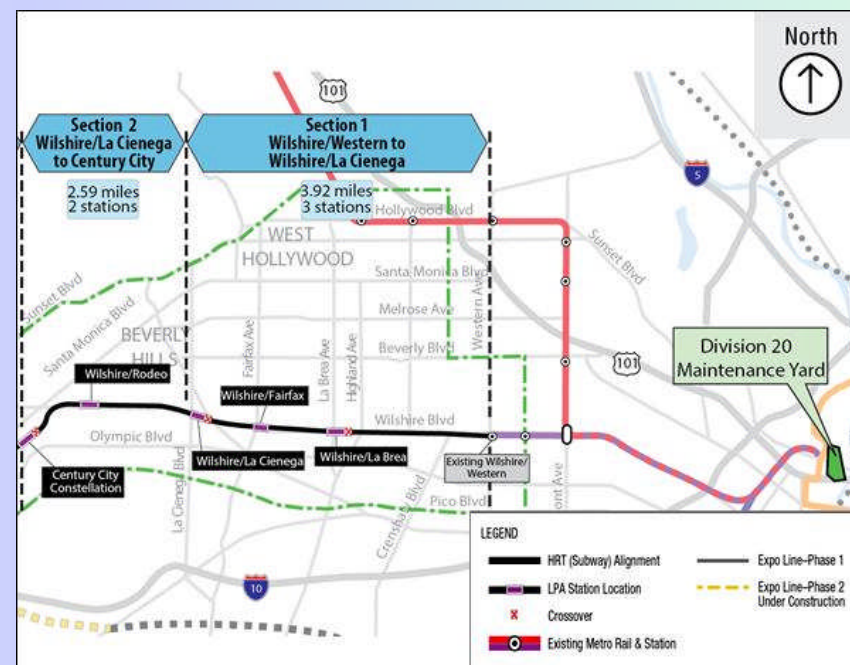 North
101
Section 2
Wilshire/La Cienega
to Century City
Section 1
Wilshire/Western to
Wilshire/La Cienega
5
2.59 miles
2 stations
3.92 miles
3 stations
Hollywood Blvd
WEST
HOLLYWOOD
Sunset Blvd
Santa Monica Blvd
Western Ave
Sunset Blvd
Melrose Ave
Santa Monica Blvd
BEVERLY
HILLS
Fairfax Ave
La Brea Ave
Highland Ave
Beverly Blvd
101
Division 20
Maintenance Yard
Wilshire/Rodeo
Wilshire/Fairfax
Wilshire Blvd
Olympic Blvd
Wilshire/La Cienega
Wilshire/La Brea
Existing Wilshire/
Western
Century City
Constellation
La Cienega Blvd
Crenshaw Blvd
Pico Blvd
ont Ave
10
LEGEND
HRT (Subway) Alignment
LPA Station Location
Crossover
Existing Metro Rail & Station
Expo Line–Phase 1
Expo Line–Phase 2
Under Construction